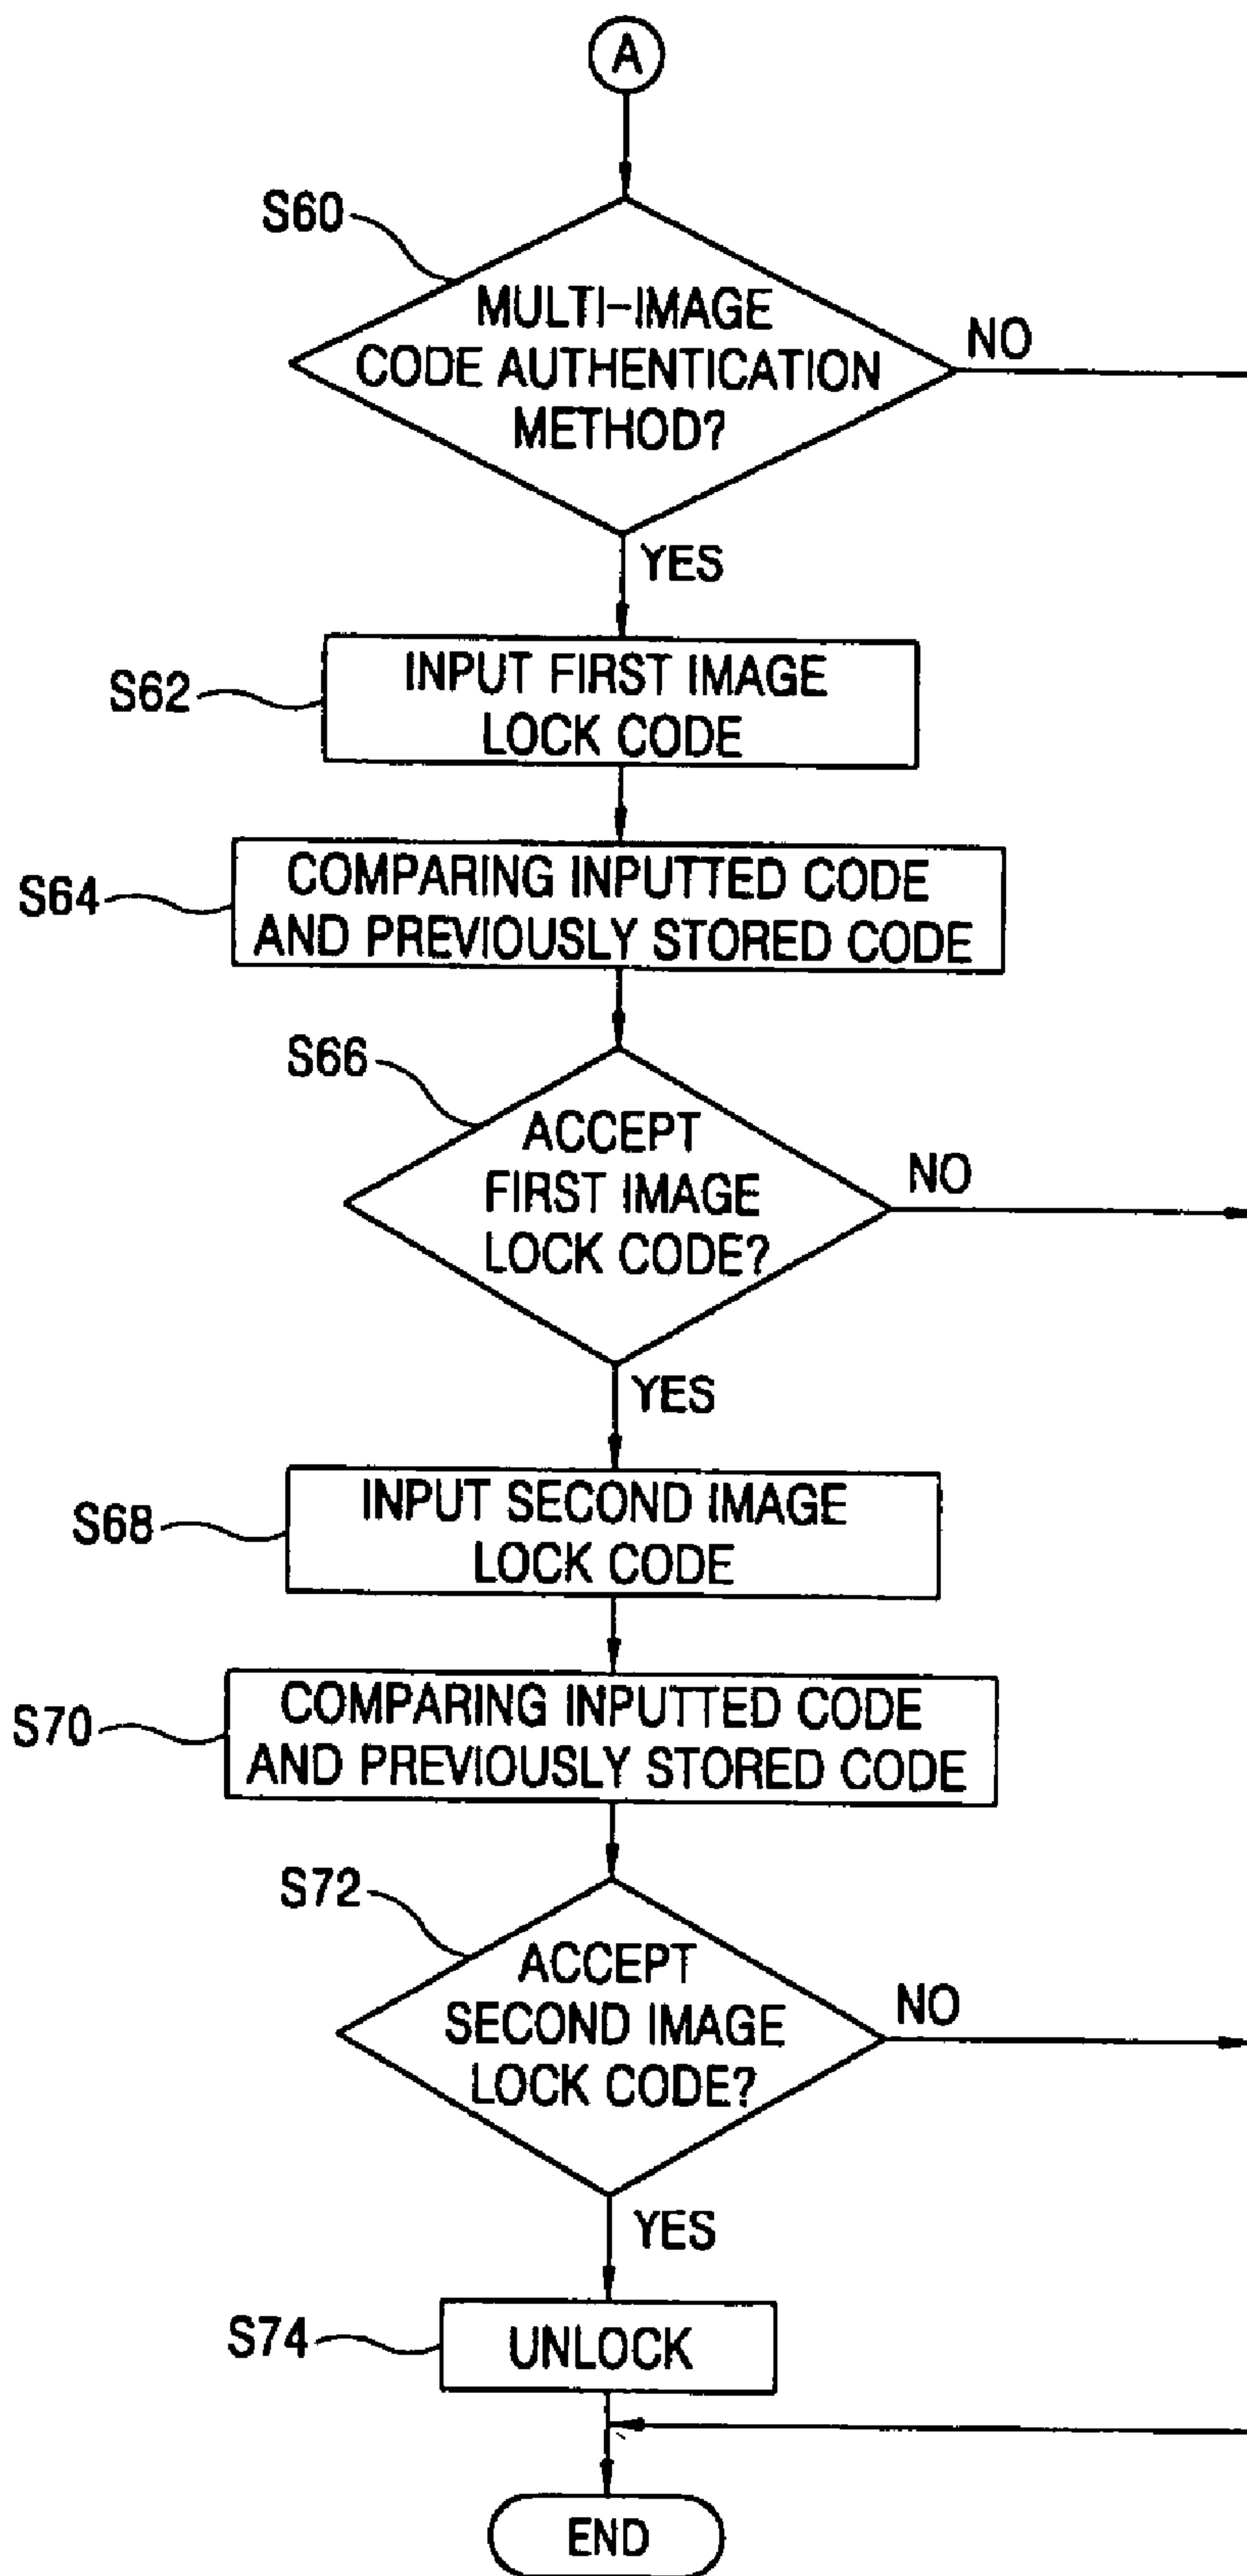 A
S60
MULTI-IMAGE
CODE AUTHENTICATION
METHOD?
NO
YES
S62
INPUT FIRST IMAGE
LOCK CODE
S64
COMPARING INPUTTED CODE
AND PREVIOUSLY STORED CODE
S66
ACCEPT
FIRST IMAGE
LOCK CODE?
NO
YES
S68
INPUT SECOND IMAGE
LOCK CODE
S70
COMPARING INPUTTED CODE
AND PREVIOUSLY STORED CODE
S72
ACCEPT
SECOND IMAGE
LOCK CODE?
NO
YES
S74
UNLOCK
END